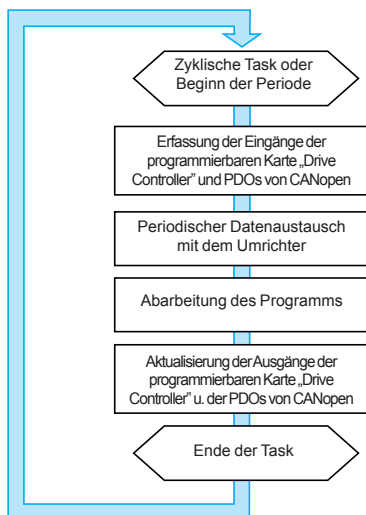 Zyklische Task oder
Beginn der Periode
Erfassung der Eingänge der
programmierbaren Karte „Drive
Controller” und PDOs von CANopen
Periodischer Datenaustausch
mit dem Umrichter
Abarbeitung des Programms
Aktualisierung der Ausgänge der
programmierbaren Karte „Drive
Controller” u. der PDOs von CANopen
Ende der Task